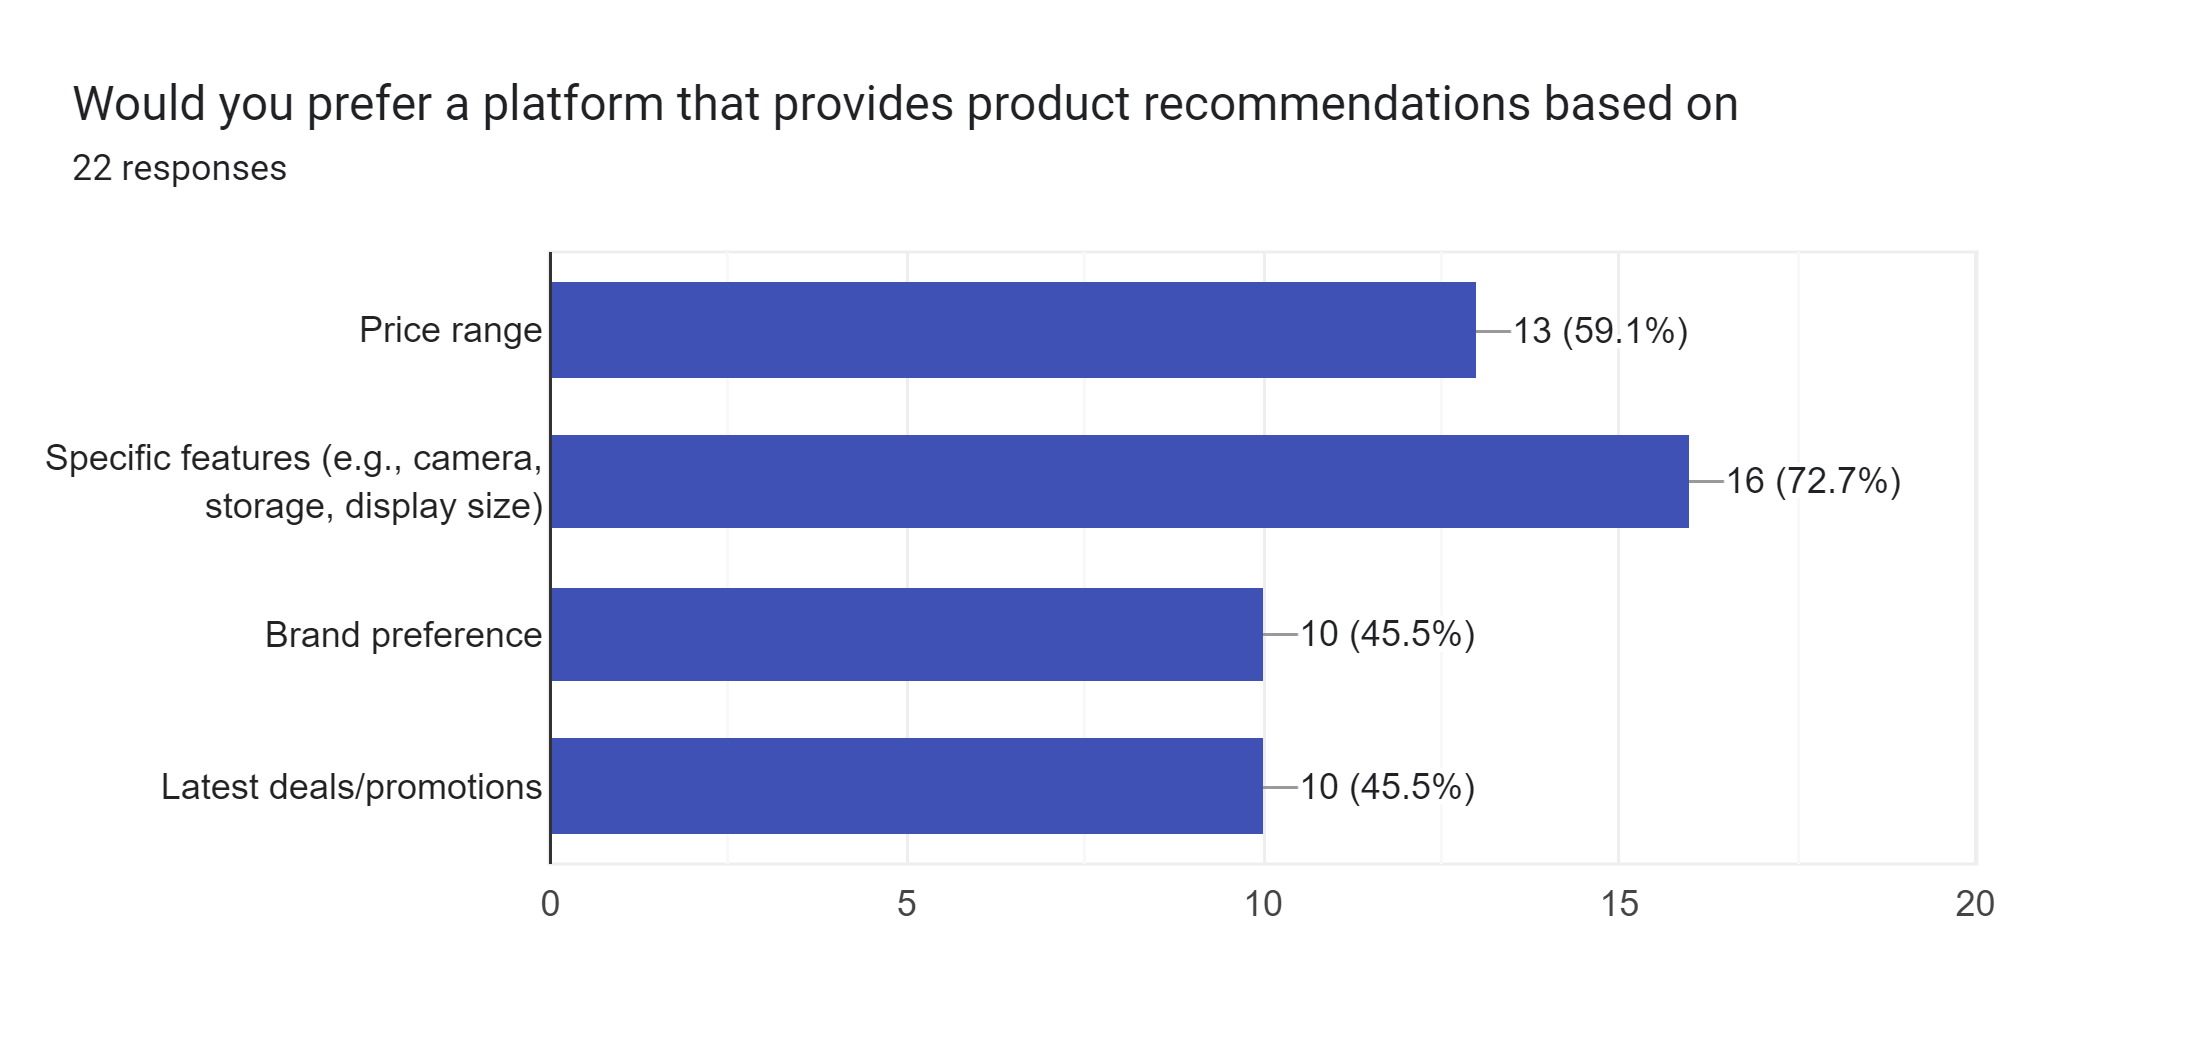 Would you prefer a platform that provides product recommendations based on
22 responses
Price range
13 (59.1%)
Specific features (e.g., camera,
storage, display size)
16 (72.7%)
Brand preference
10 (45.5%)
Latest deals/promotions
10 (45.5%)
0 5 10 15 20